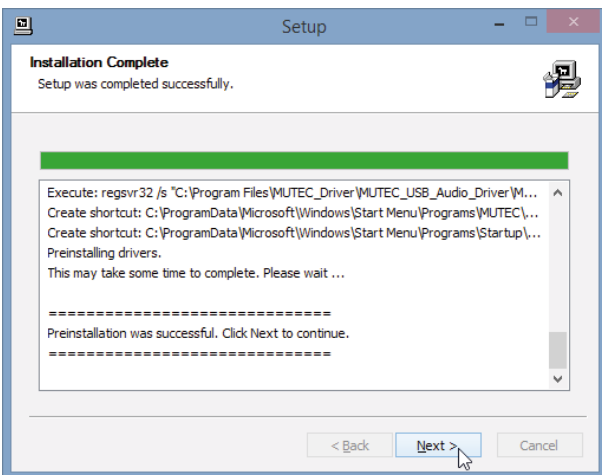 Setup
Installation Complete
Setup was completed successfully.
Execute: regsvr32 /s "C:\Program Files\MUTEC_Driver\MUTEC_USB_Audio_Driver\M...
Create shortcut: C:\ProgramData\Microsoft\Windows\Start Menu\Programs\MUTEC\...
Create shortcut: C:\ProgramData\Microsoft\Windows\Start Menu\Programs\Startup\...
Preinstalling drivers.
This may take some time to complete. Please wait ...
==============================
Preinstallation was successful. Click Next to continue.
==============================
< Back Next > Cancel